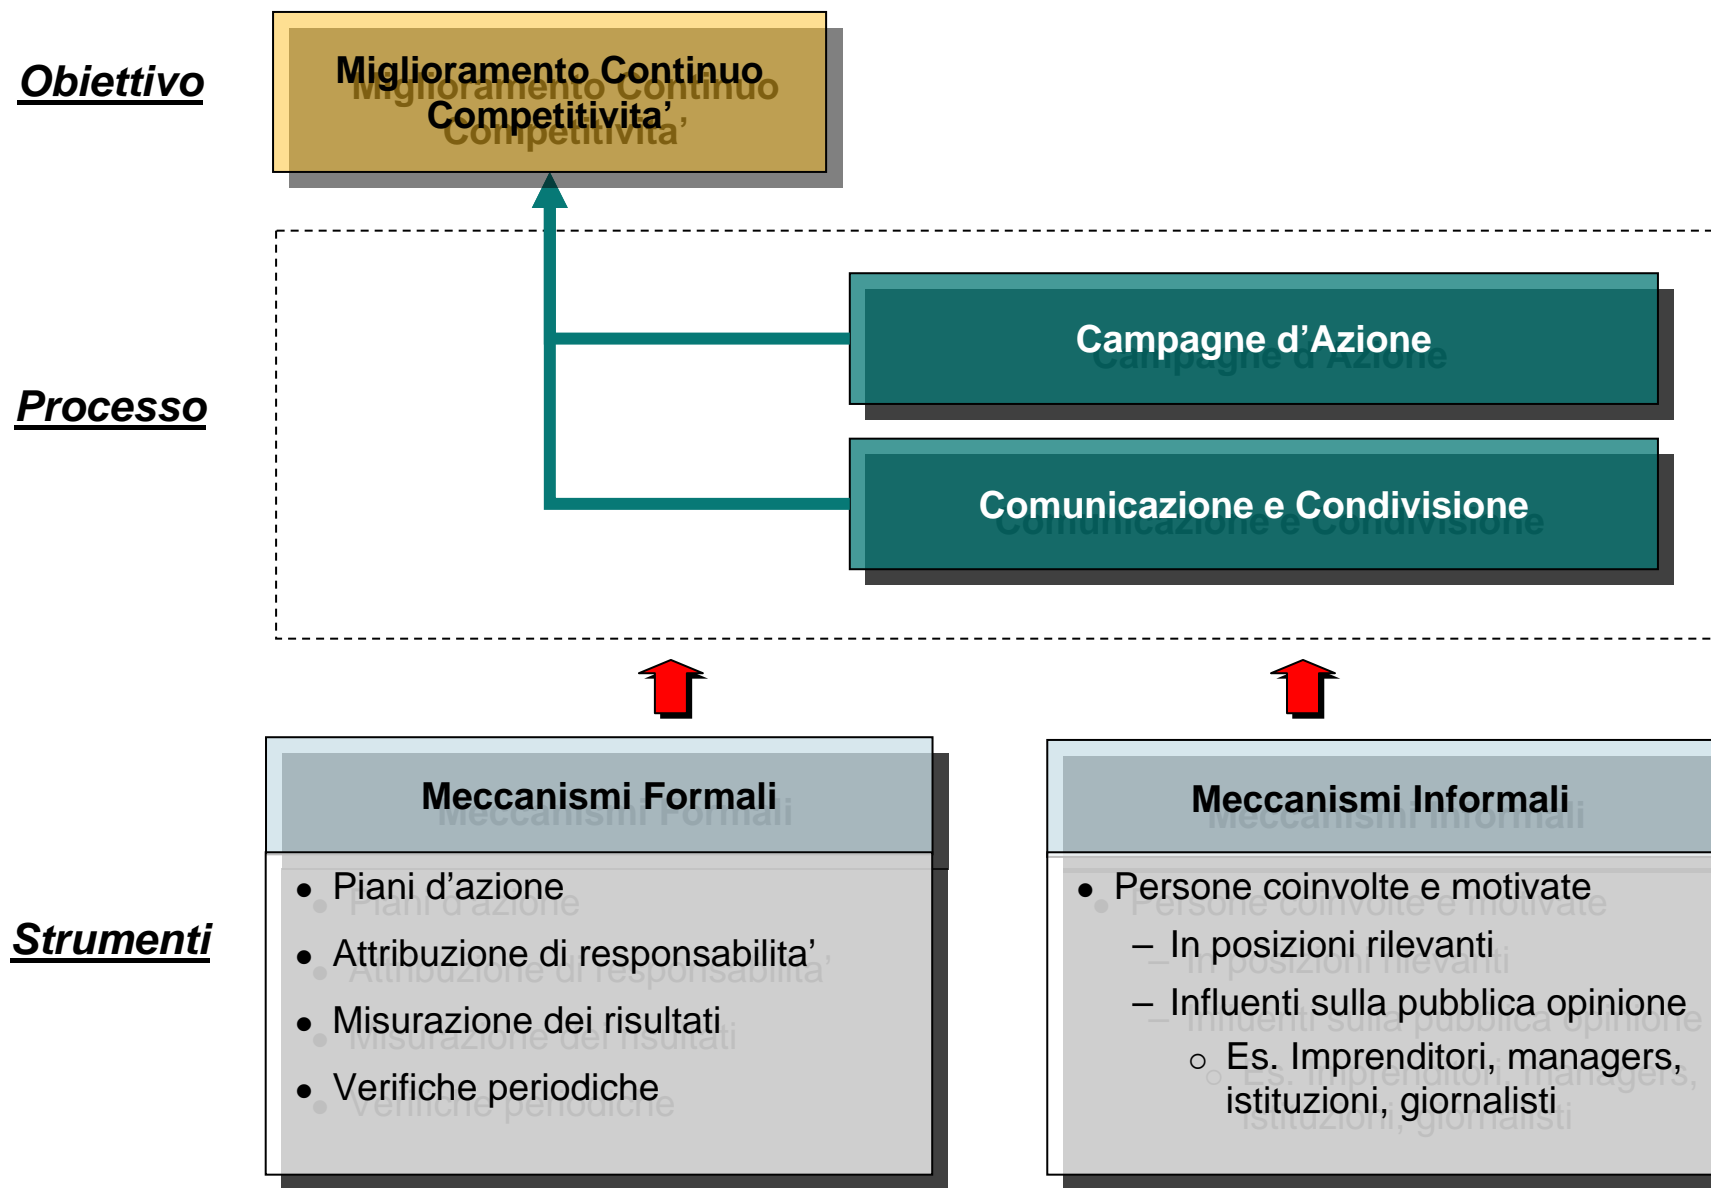 Obiettivo
Miglioramento Continuo
Competitivita’
Processo
Campagne d’Azione
Comunicazione e Condivisione
Strumenti
Meccanismi Formali
• Piani d’azione
• Attribuzione di responsabilita’
• Misurazione dei risultati
• Verifiche periodiche
Meccanismi Informali
• Persone coinvolte e motivate
– In posizioni rilevanti
– Influenti sulla pubblica opinione
○ Es. Imprenditori, managers,
istituzioni, giornalisti